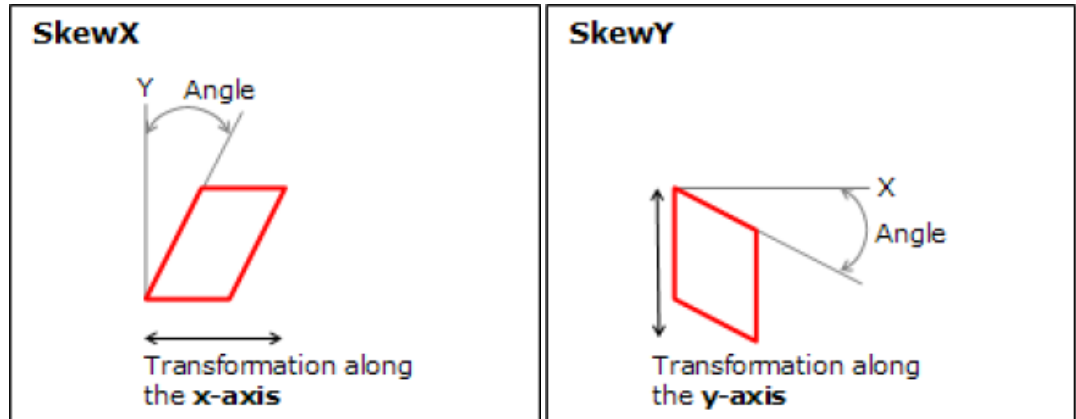 SkewX
Y
Angle
Transformation along
the x-axis
SkewY
X
Angle
Transformation along
the y-axis